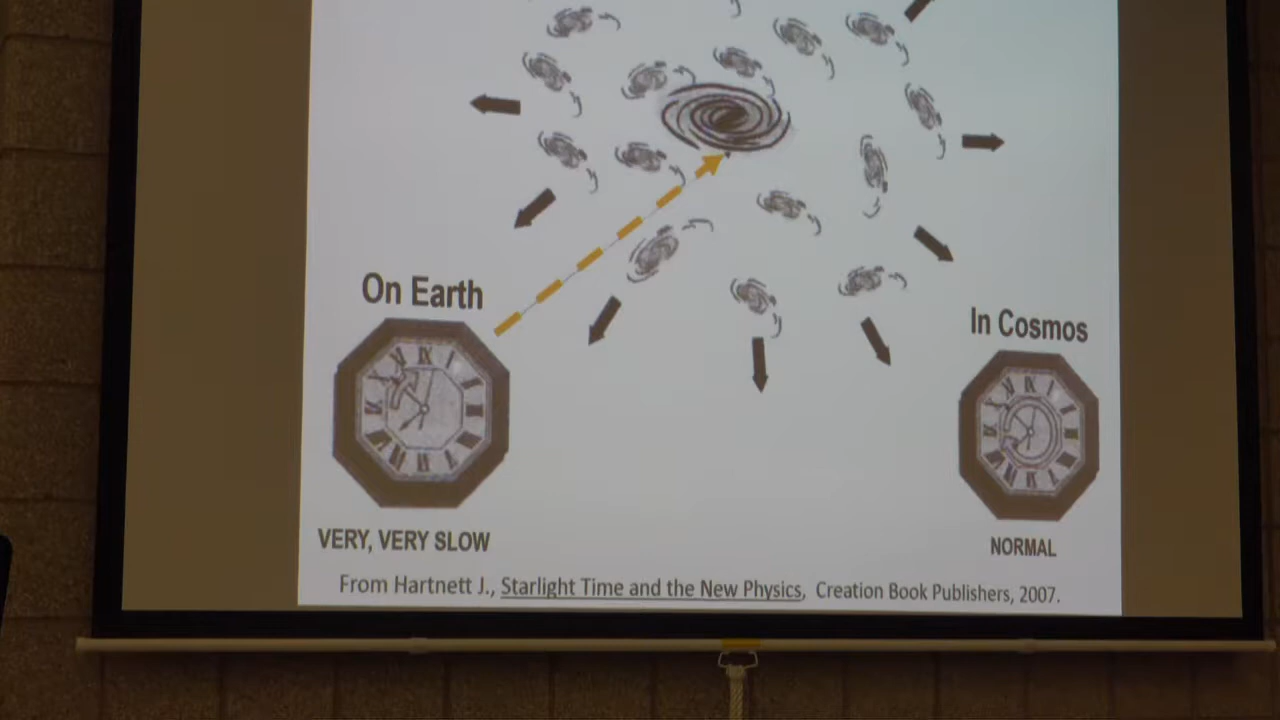 On Earth
In Cosmos
VERY, VERY SLOW
NORMAL
From Hartnett J., Starlight Time and the New Physics, Creation Book Publishers, 2007.